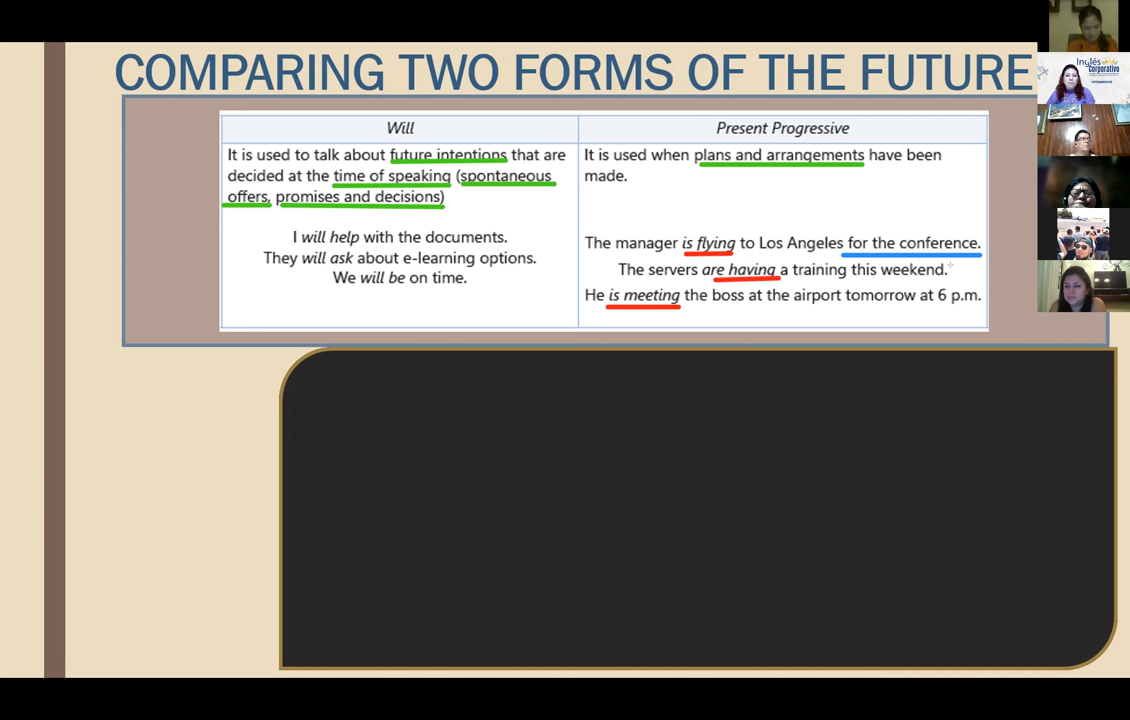 COMPARING TWO FORMS OF THE FUTURE
Will
Present Progressive
It is used to talk about future intentions that are
decided at the time of speaking (spontaneous
offers, promises and decisions)
I will help with the documents.
They will ask about e-learning options.
We will be on time.
It is used when plans and arrangements have been
made.
The manager is flying to Los Angeles for the conference.
The servers are having a training this weekend.
He is meeting the boss at the airport tomorrow at 6 p.m.
Inglés
Corporativo